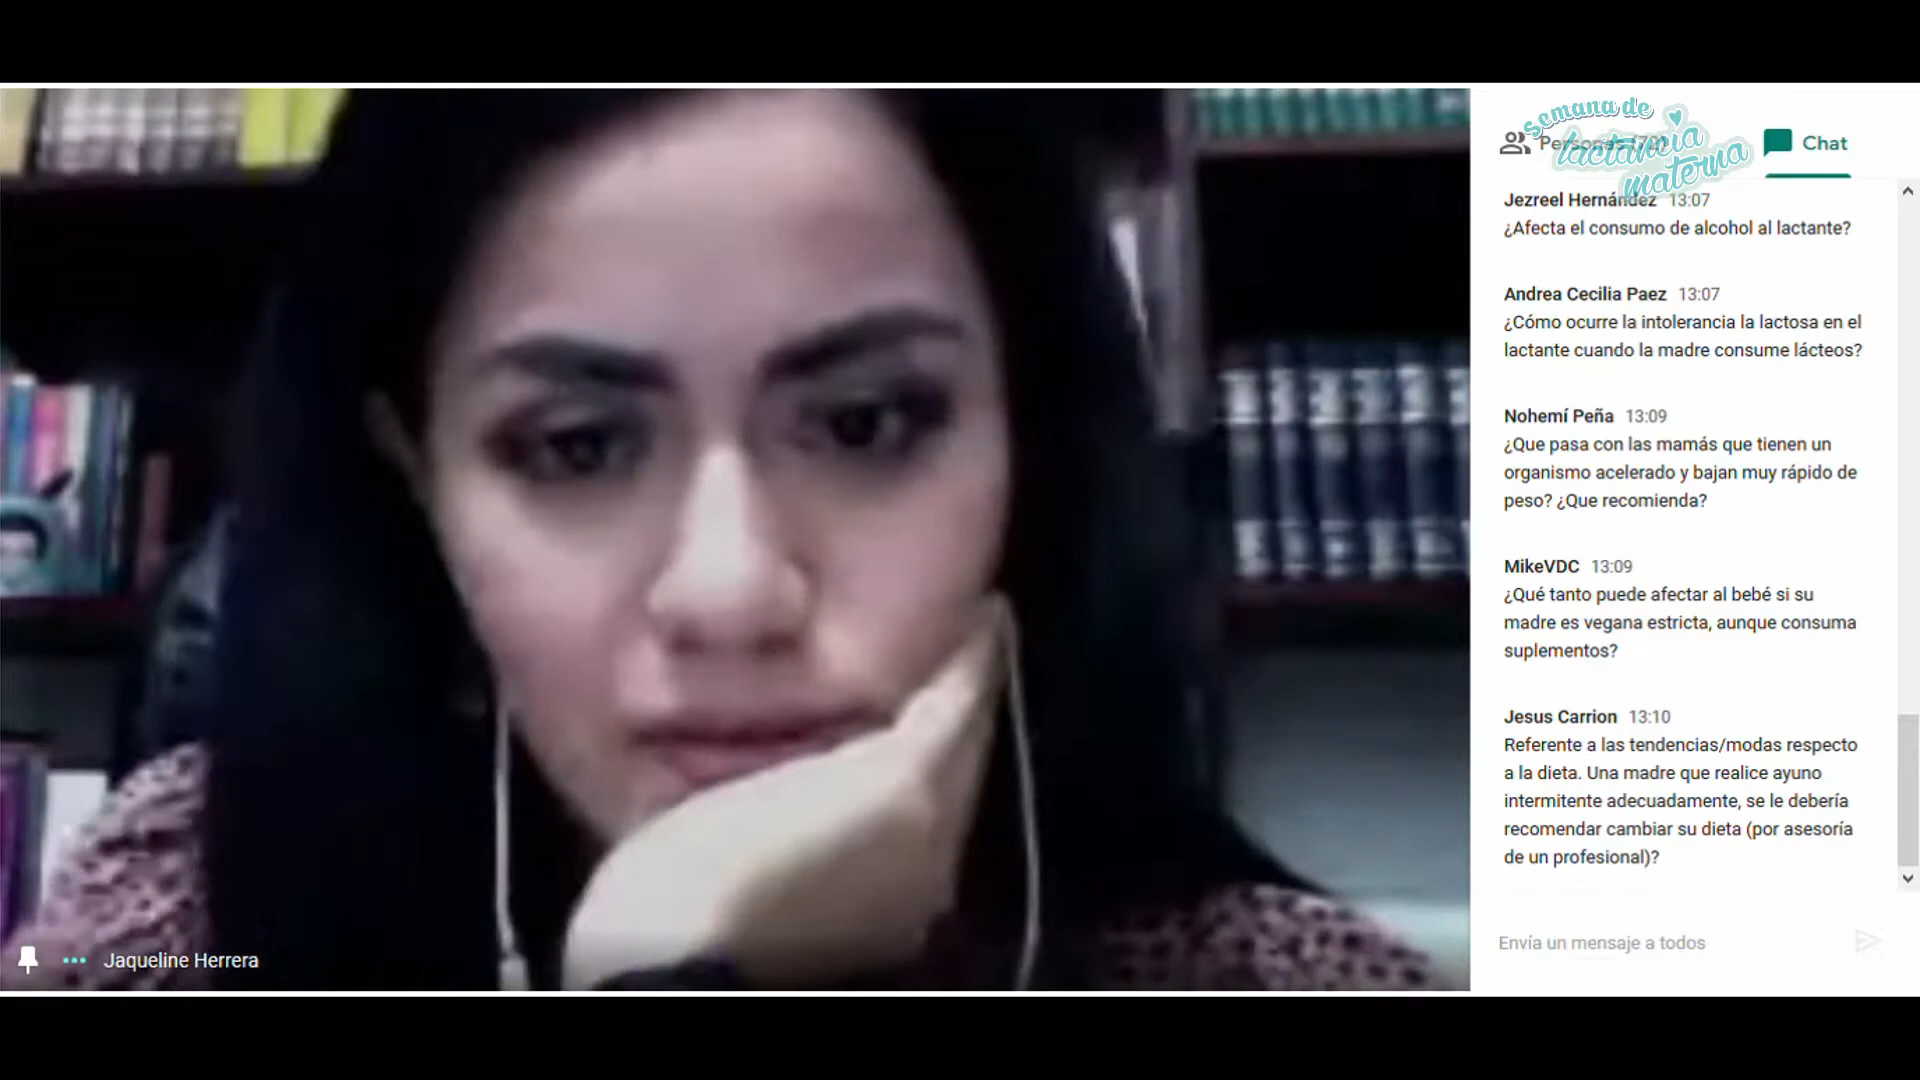 semana de
lactancia
materna
Chat
Jezreel Hernández 13:07
¿Afecta el consumo de alcohol al lactante?
Andrea Cecilia Paez 13:07
¿Cómo ocurre la intolerancia la lactosa en el
lactante cuando la madre consume lácteos?
Nohemí Peña 13:09
¿Que pasa con las mamás que tienen un
organismo acelerado y bajan muy rápido de
peso? ¿Que recomienda?
MikeVDC 13:09
¿Qué tanto puede afectar al bebé si su
madre es vegana estricta, aunque consuma
suplementos?
Jesus Carrion 13:10
Referente a las tendencias/modas respecto
a la dieta. Una madre que realice ayuno
intermitente adecuadamente, se le debería
recomendar cambiar su dieta (por asesoría
de un profesional)?
Envía un mensaje a todos
Jaqueline Herrera